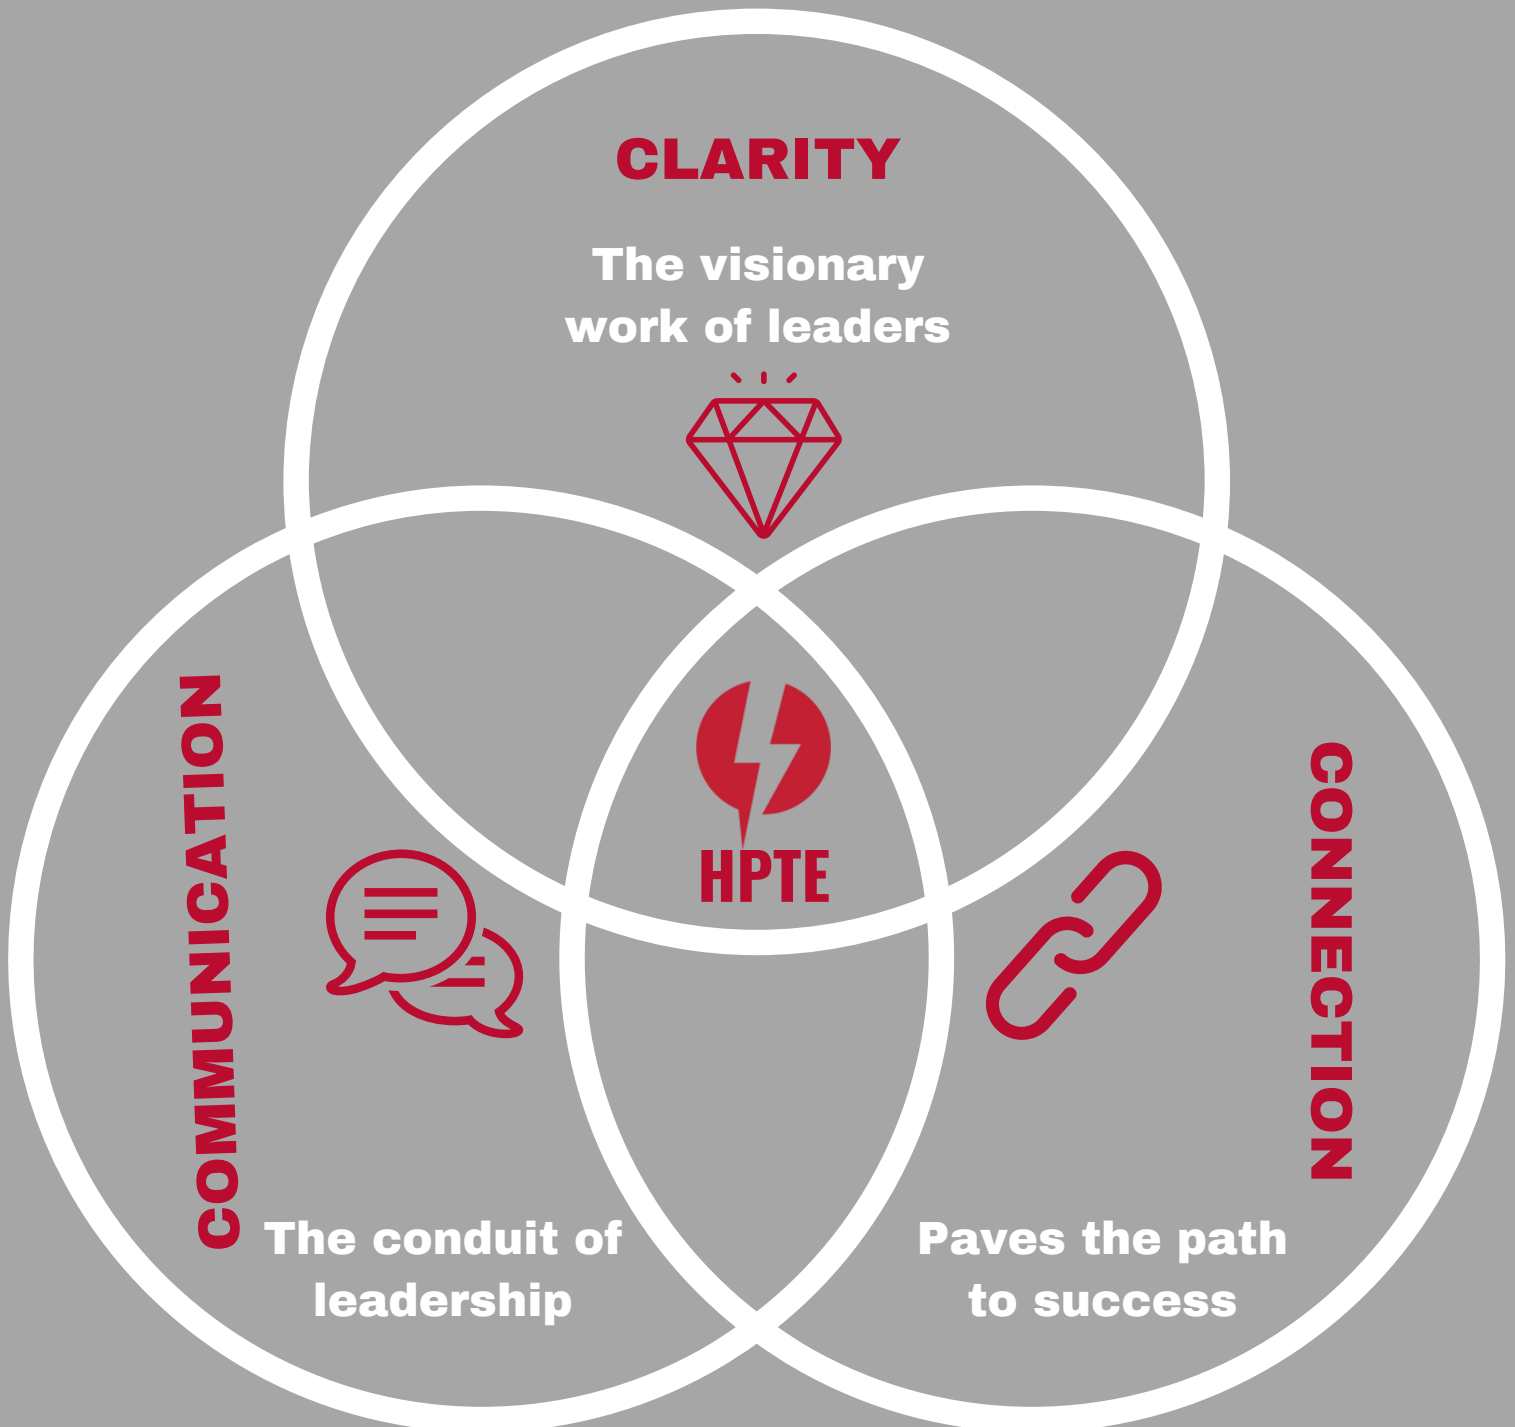 CLARITY
The visionary
work of leaders
HPTE
COMMUNICATION
The conduit of
leadership
CONNECTION
Paves the path
to success